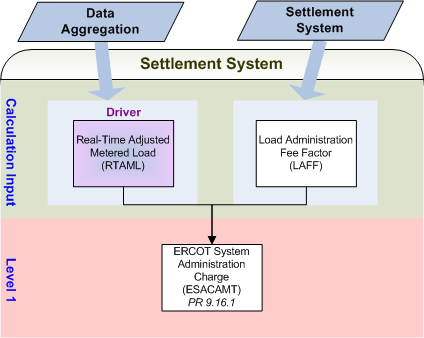 Data
Aggregation
Settlement
System
Settlement System
Calculation Input
Driver
Real-Time Adjusted
Metered Load
(RTAML)
Load Administration
Fee Factor
(LAFF)
Level 1
ERCOT System
Administration
Charge
(ESACAMT)
PR 9.16.1